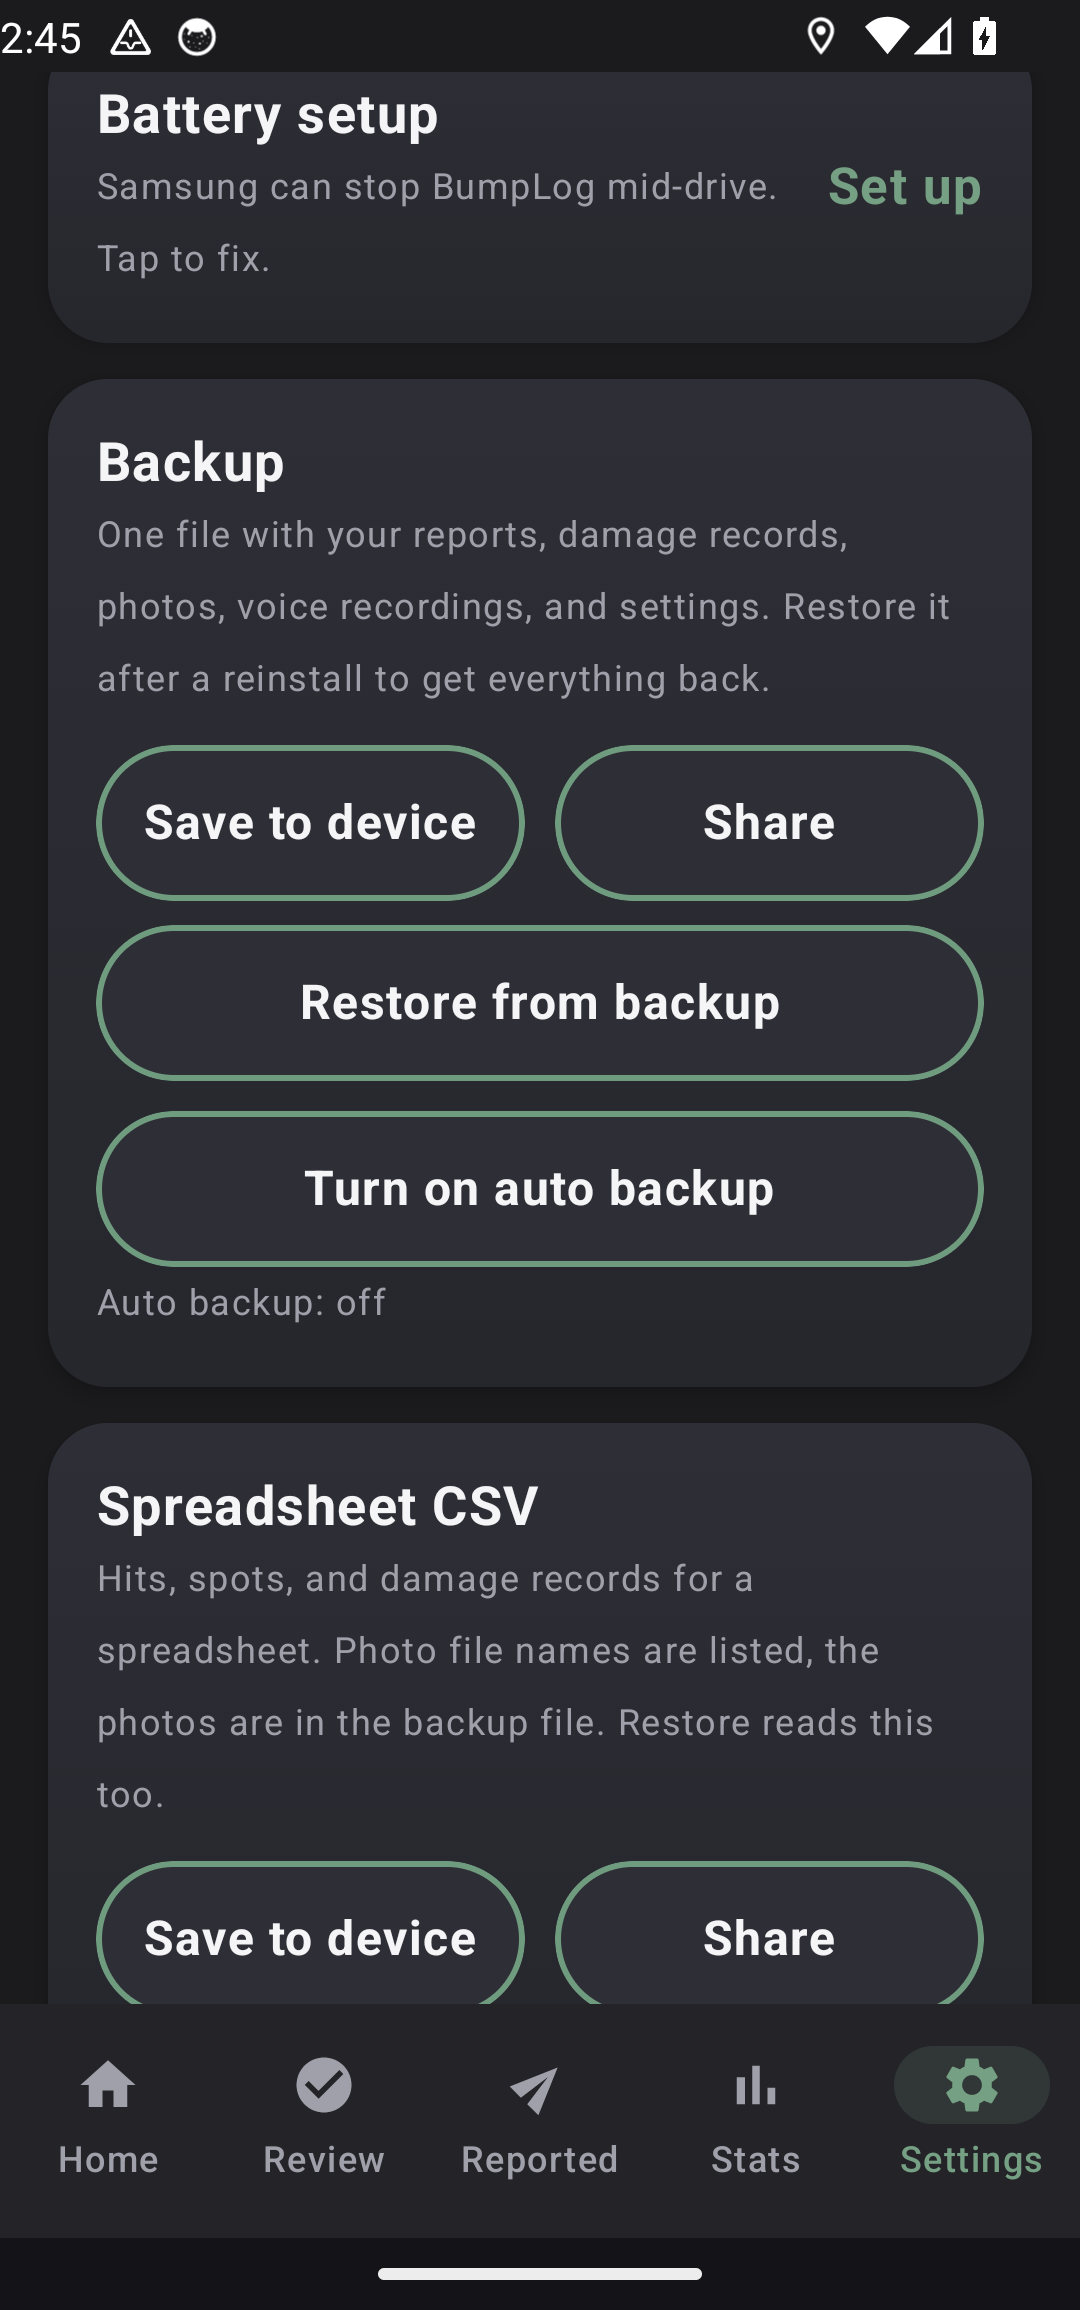 2:45
Battery setup
Samsung can stop BumpLog mid-drive.
Tap to fix.
Set up
Backup
One file with your reports, damage records,
photos, voice recordings, and settings. Restore it
after a reinstall to get everything back.
Save to device
Share
Restore from backup
Turn on auto backup
Auto backup: off
Spreadsheet CSV
Hits, spots, and damage records for a
spreadsheet. Photo file names are listed, the
photos are in the backup file. Restore reads this
too.
Save to device
Share
Home
Review
Reported
Stats
Settings